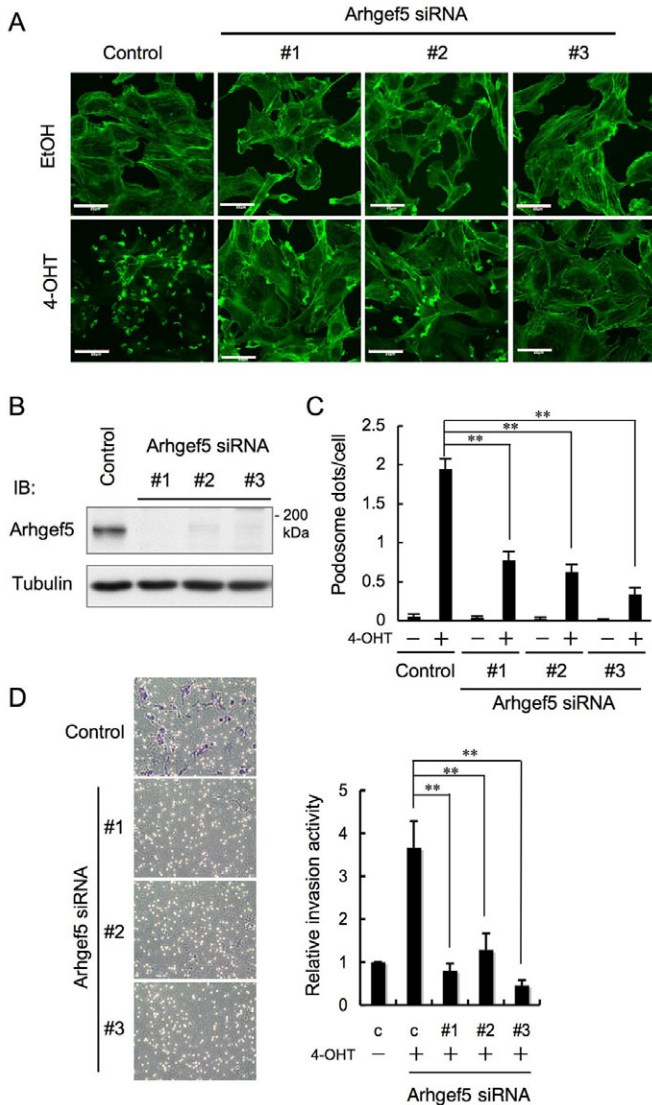 A
Arhgef5 siRNA
Control #1 #2 #3
EtOH
4-OHT
B
Control
Arhgef5 siRNA
#1 #2 #3
IB:
- 200
kDa
Arhgef5
Tubulin
C
Podosome dots/cell
2.5
2
1.5
1
0.5
0
**
**
**
− + − + − + − +
4-OHT
Control #1 #2 #3
Arhgef5 siRNA
D
Control
Arhgef5 siRNA
#1
#2
#3
Relative invasion activity
5
4
3
2
1
0
**
**
**
c c #1 #2 #3
4-OHT − + + + +
Arhgef5 siRNA